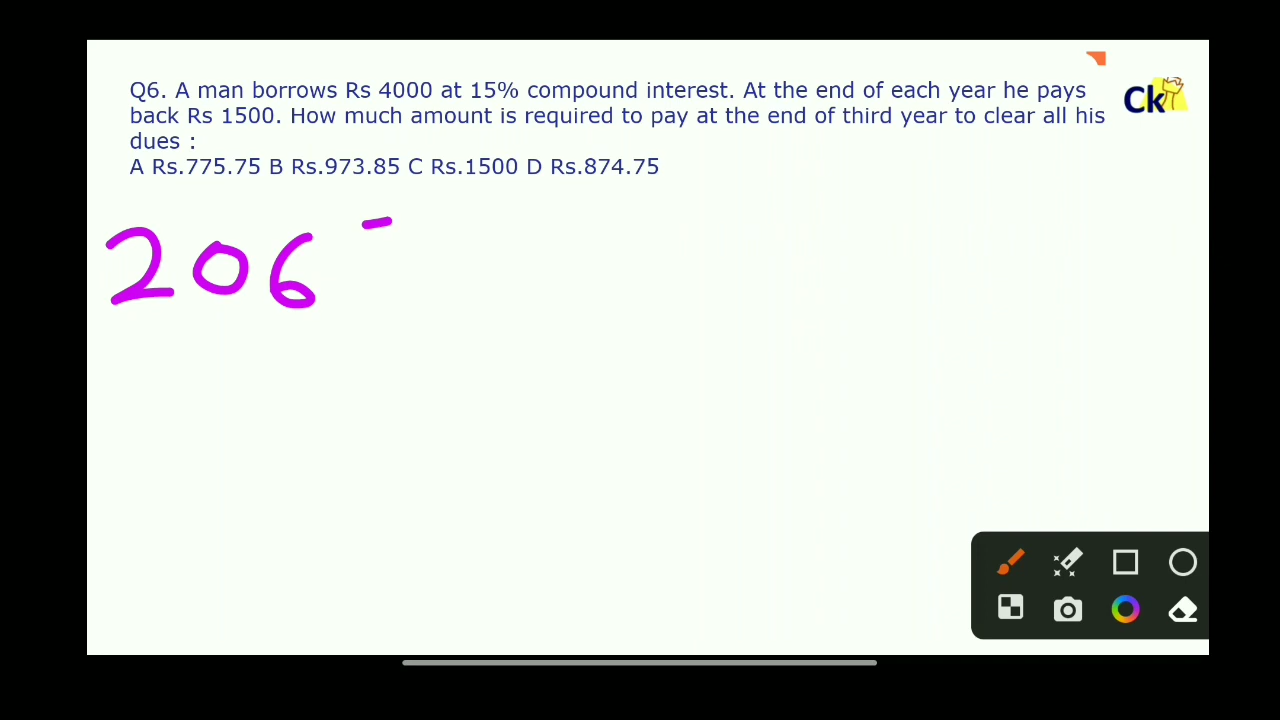 Q6. A man borrows Rs 4000 at 15% compound interest. At the end of each year he pays
back Rs 1500. How much amount is required to pay at the end of third year to clear all his
dues :
A Rs.775.75 B Rs.973.85 C Rs.1500 D Rs.874.75
Ck
206 -